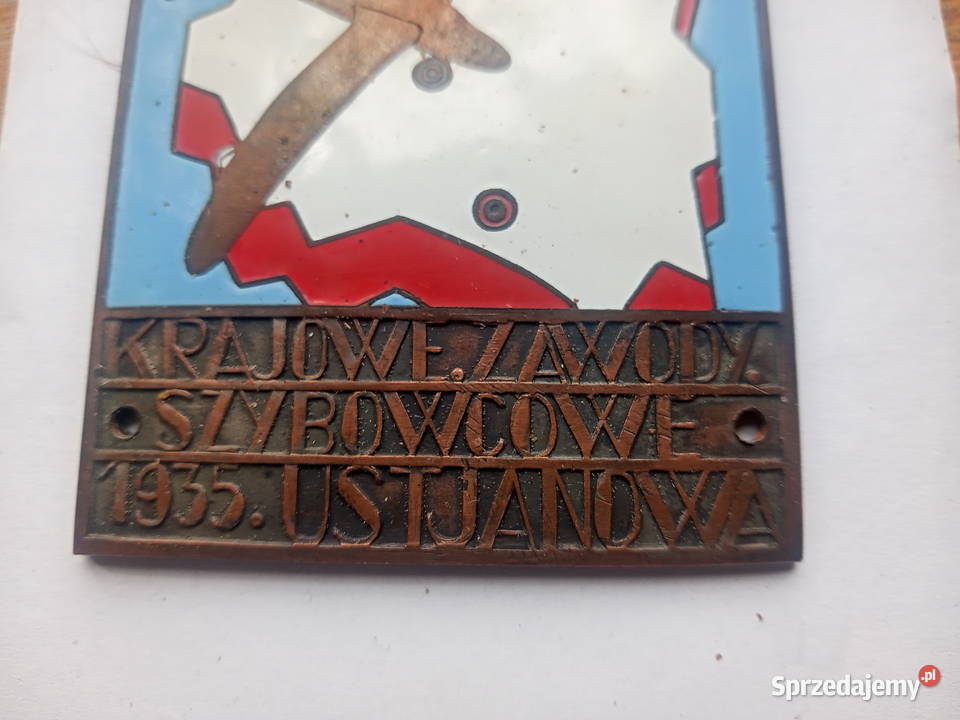 KRAJOWE. ZAWODY.
SZYBOWCOWE
1935. USTJANOWA
Sprzedajemy.pl